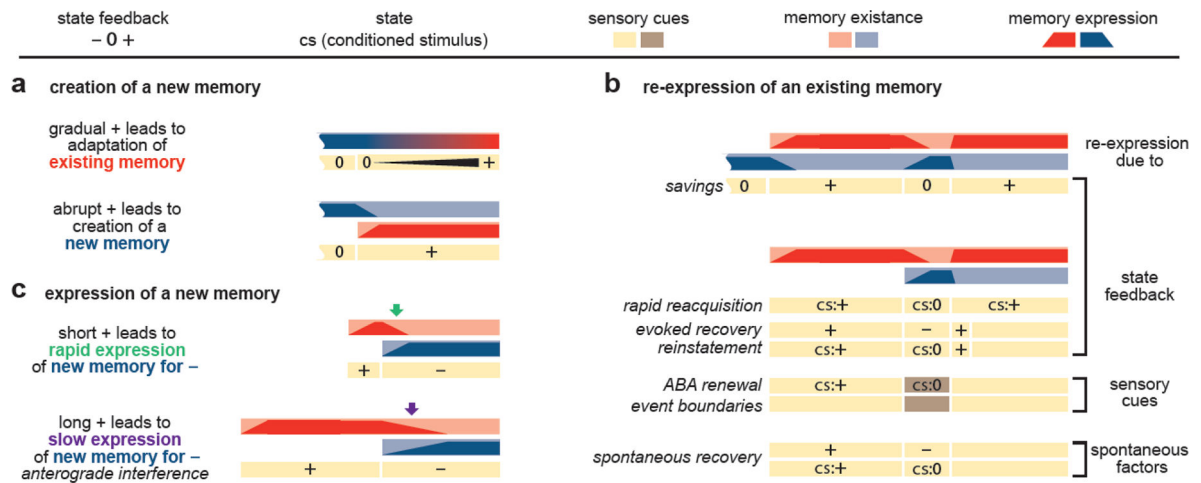 state feedback
– 0 +
state
cs (conditioned stimulus)
sensory cues
memory existance
memory expression
a creation of a new memory
gradual + leads to
adaptation of
existing memory
0 0 +
abrupt + leads to
creation of a
new memory
0 +
c expression of a new memory
short + leads to
rapid expression
of new memory for –
+ –
long + leads to
slow expression
of new memory for –
anterograde interference
+ –
b re-expression of an existing memory
re-expression
due to
savings 0 + 0 +
state
feedback
rapid reacquisition cs:+ cs:0 cs:+
evoked recovery + – +
reinstatement cs:+ cs:0 +
ABA renewal cs:+ cs:0
event boundaries
sensory
cues
spontaneous recovery + –
cs:+ cs:0
spontaneous
factors